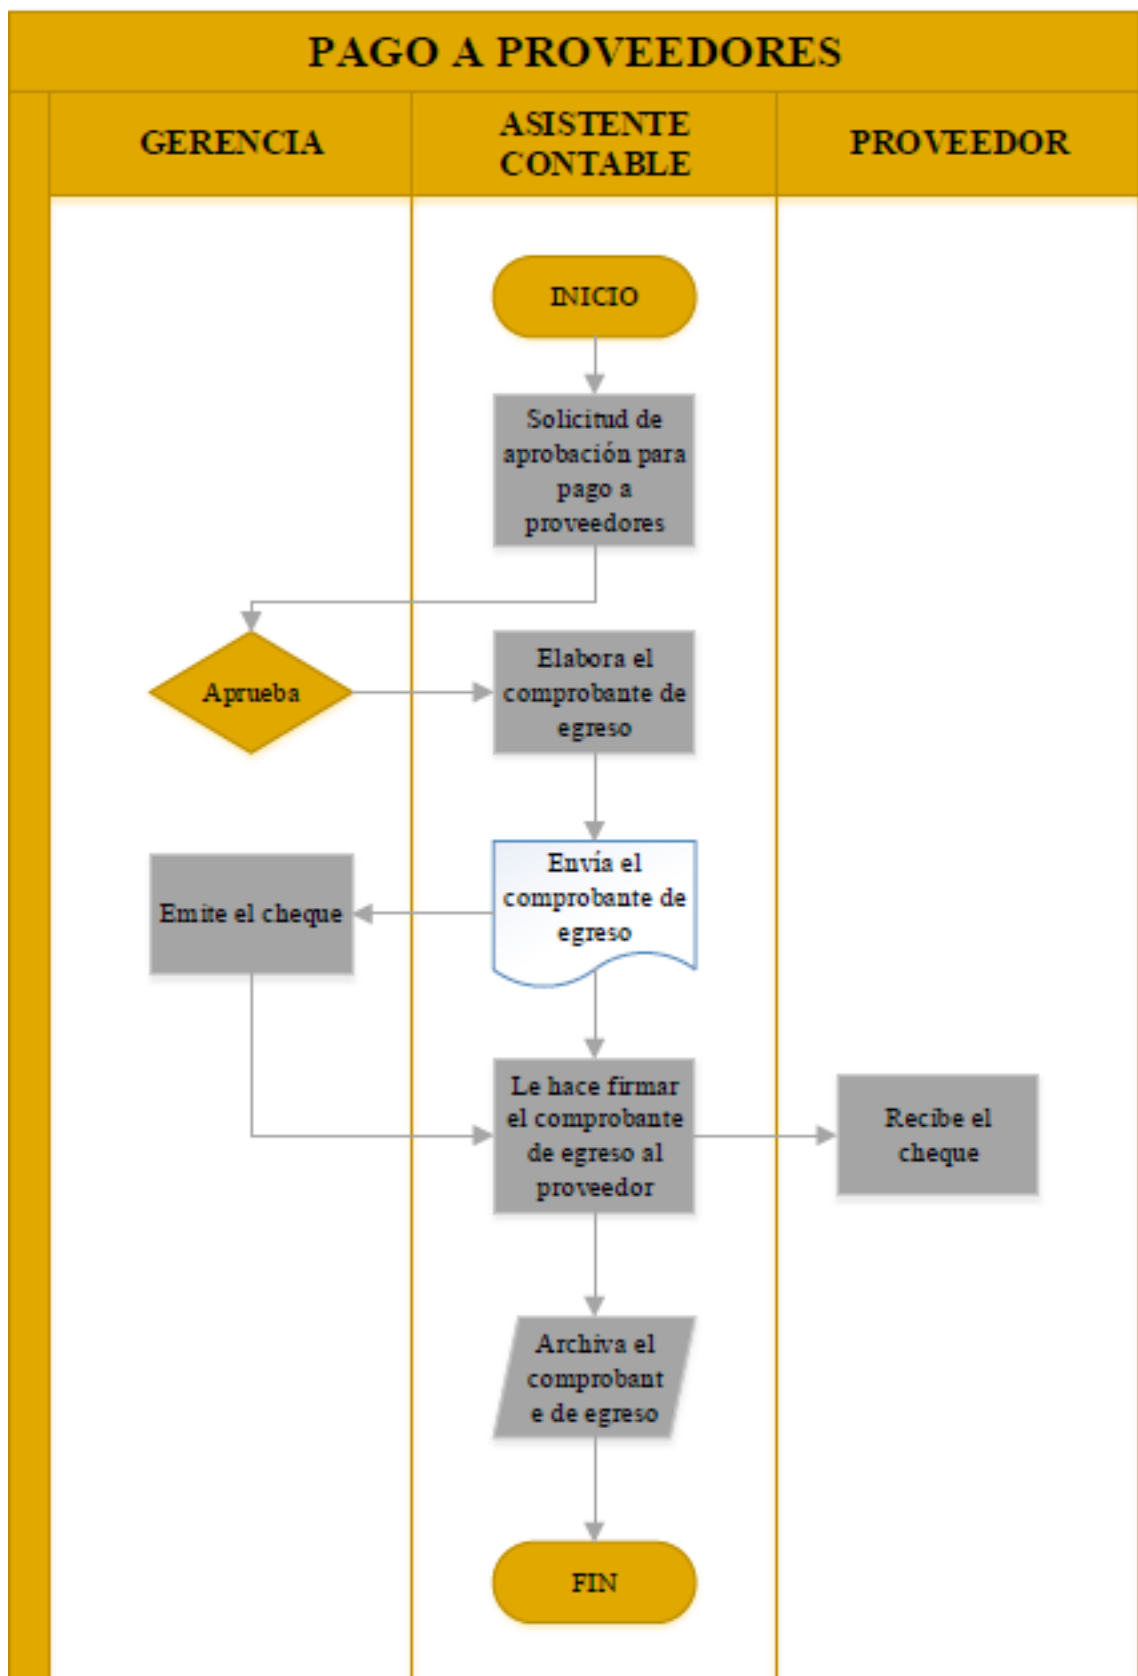 PAGO A PROVEEDORES
GERENCIA
ASISTENTE
CONTABLE
PROVEEDOR
INICIO
Solicitud de
aprobación para
pago a
proveedores
Aprueba
Elabora el
comprobante de
egreso
Envía el
comprobante de
egreso
Emite el cheque
Le hace firmar
el comprobante
de egreso al
proveedor
Recibe el
cheque
Archiva el
comprobant
e de egreso
FIN